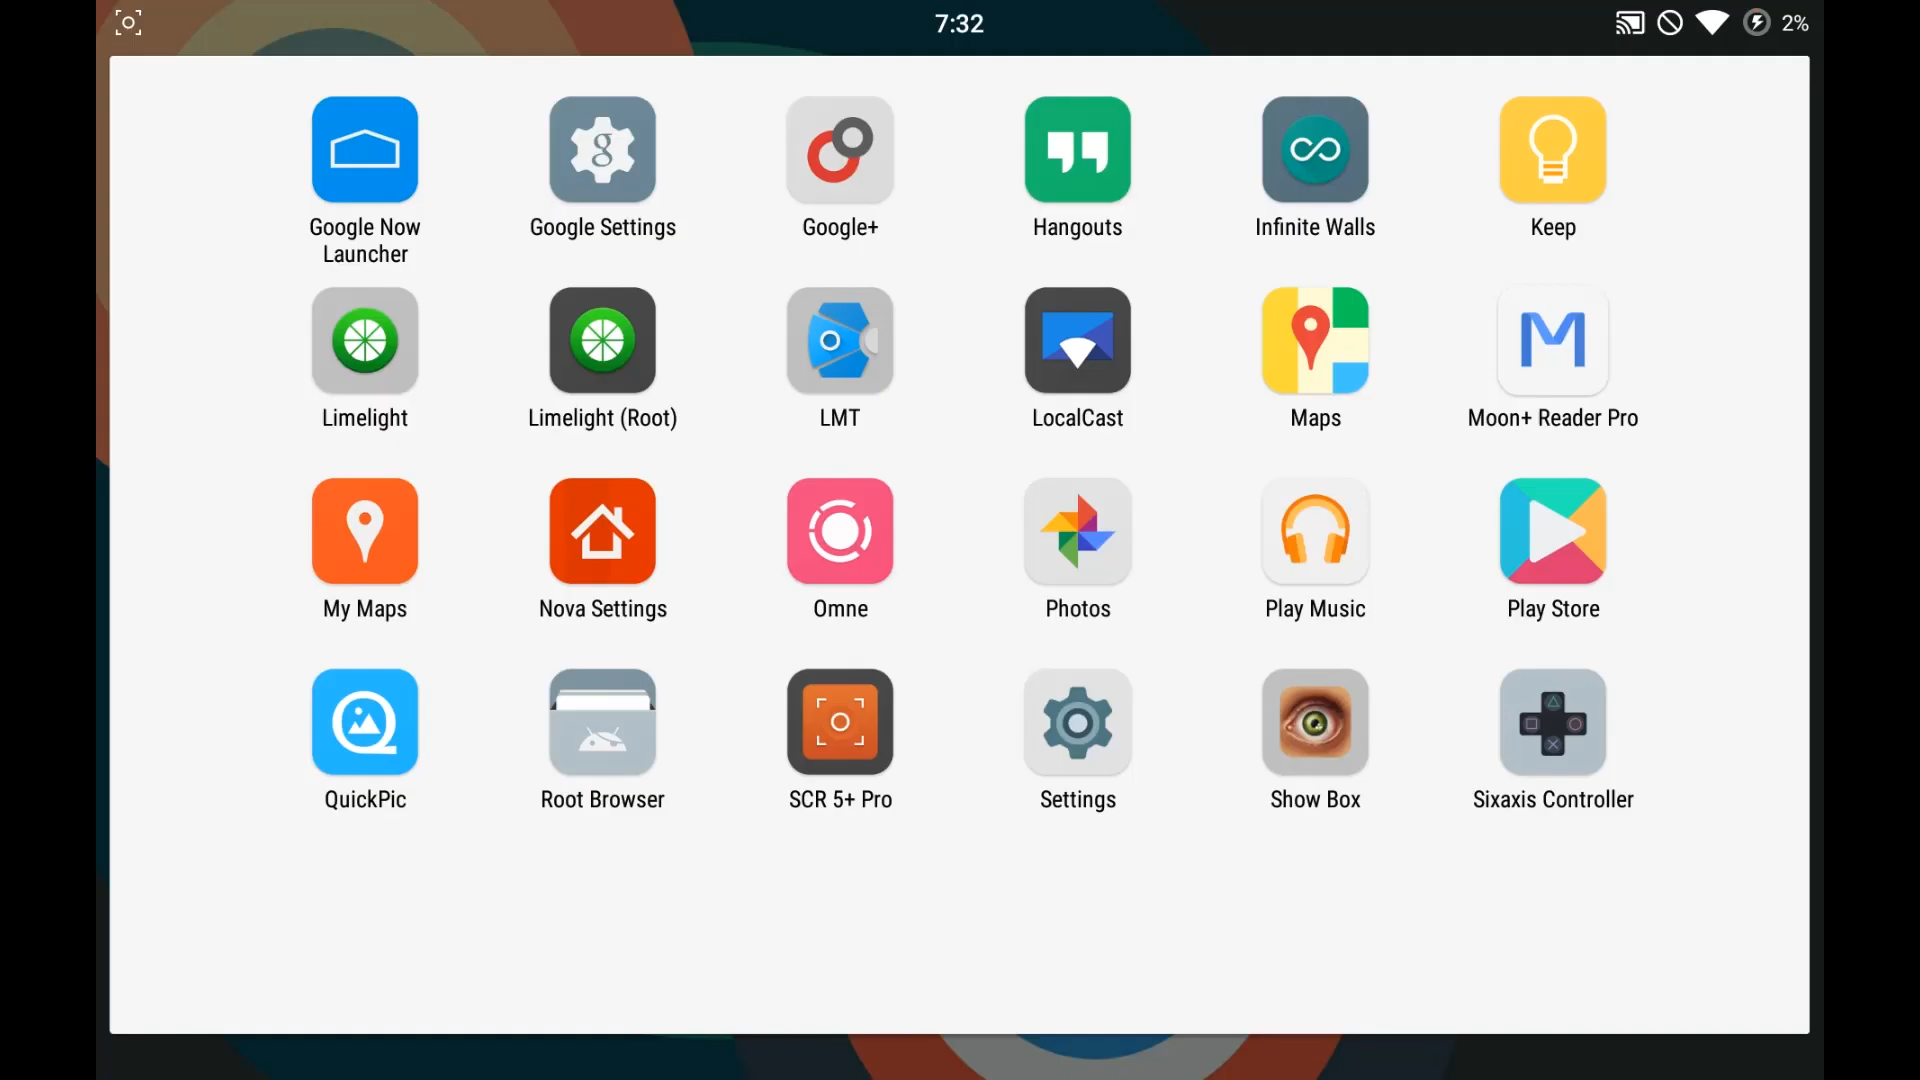 7:32
2%
Google Now Launcher
Google Settings
Google+
Hangouts
Infinite Walls
Keep
Limelight
Limelight (Root)
LMT
LocalCast
Maps
Moon+ Reader Pro
My Maps
Nova Settings
Omne
Photos
Play Music
Play Store
QuickPic
Root Browser
SCR 5+ Pro
Settings
Show Box
Sixaxis Controller